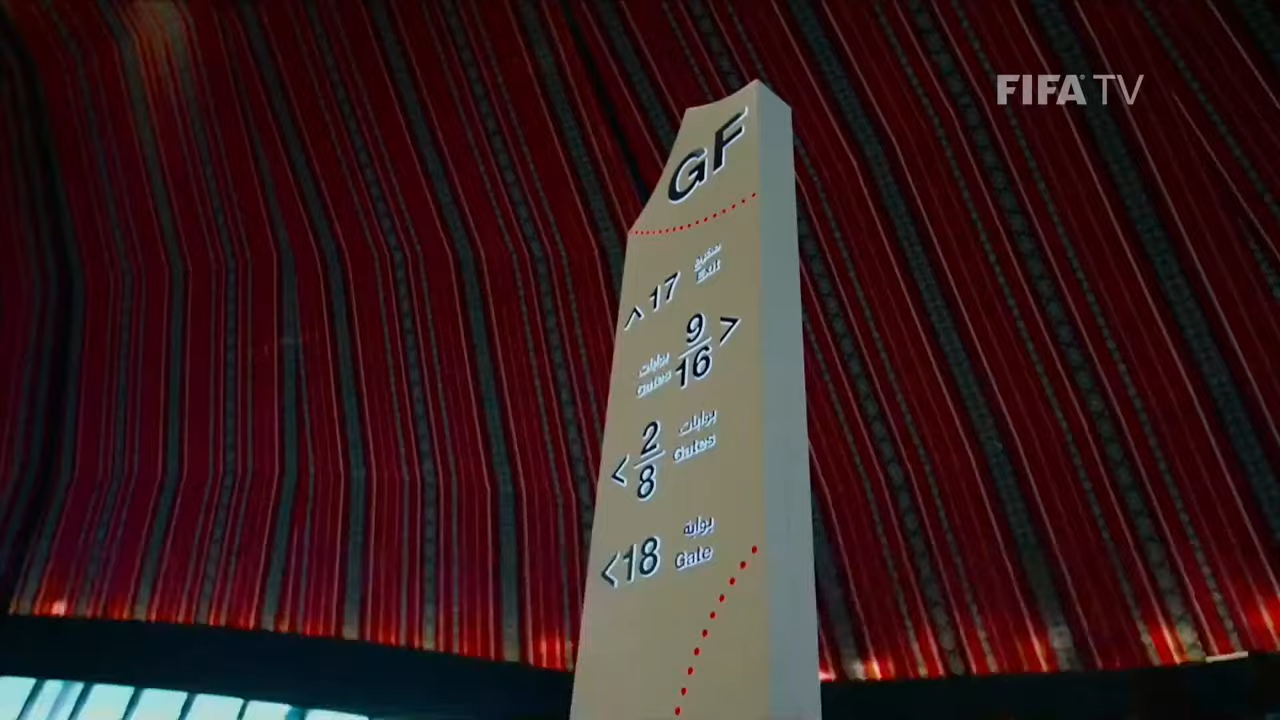 FIFA TV
GF
مخرج
^ 17 Exit
9
بوابات
Gates 16 >
2 بوابات
< Gates
8
بوابة
< 18 Gate